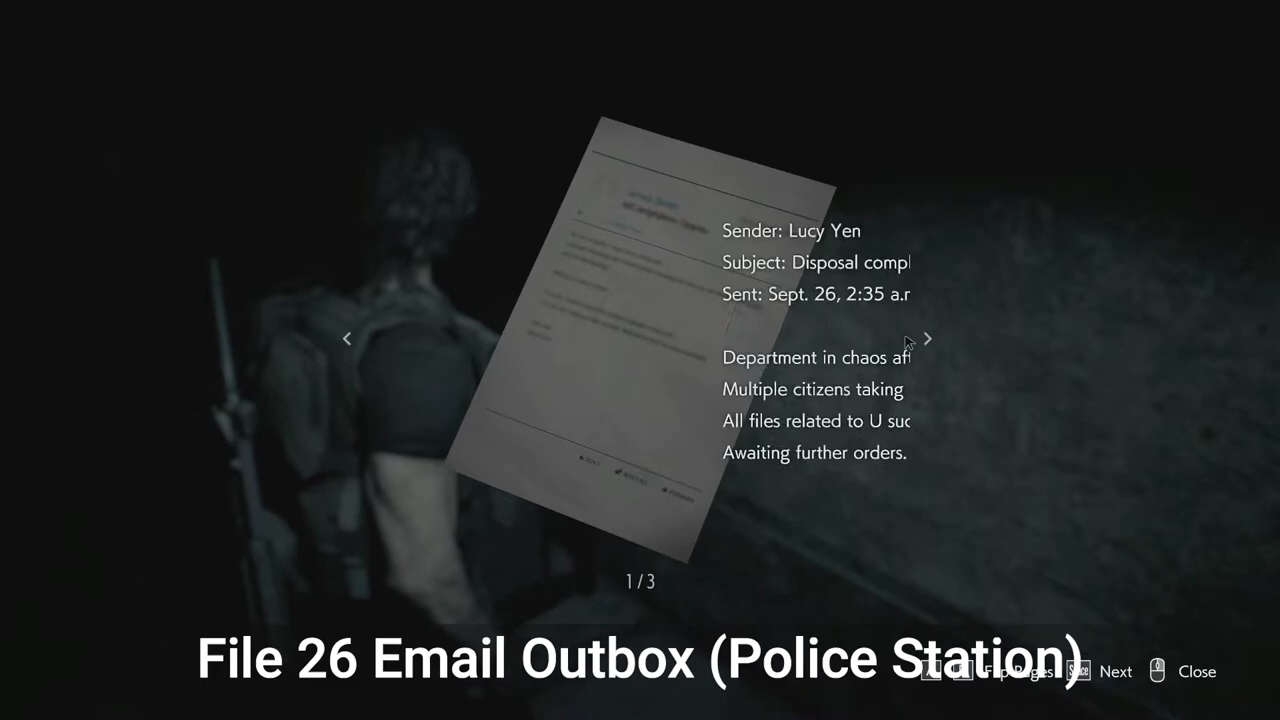 Sender: Lucy Yen
Subject: Disposal compl
Sent: Sept. 26, 2:35 a.r
Department in chaos aft
Multiple citizens taking
All files related to U suc
Awaiting further orders.
1 / 3
File 26 Email Outbox (Police Station)
Next
Close